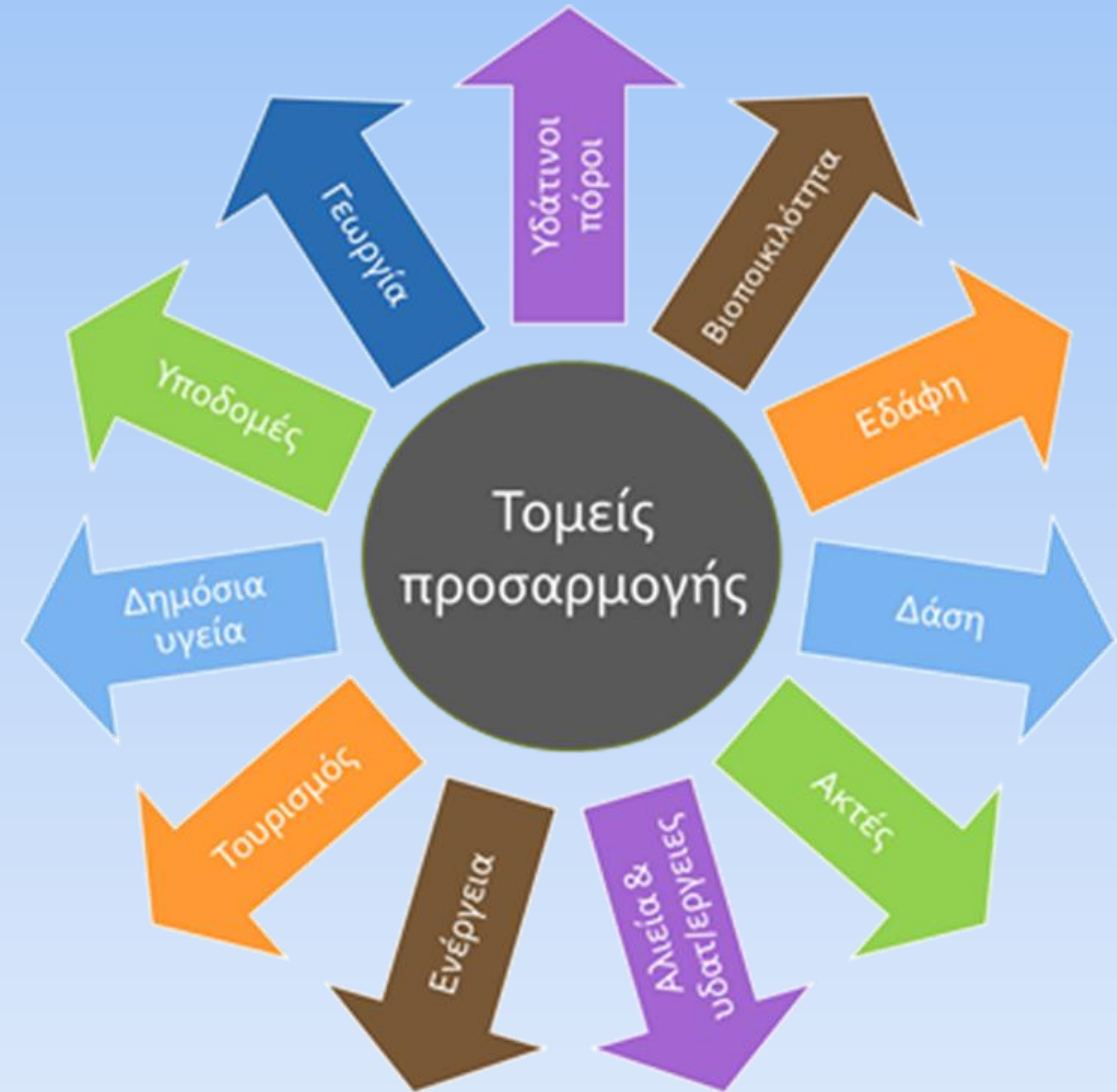 Τομείς
προσαρμογής
Υδάτινοι
πόροι
Βιοποικιλότητα
Εδάφη
Δάση
Ακτές
Αλιεία &
υδατ/εργειες
Ενέργεια
Τουρισμός
Δημόσια
υγεία
Υποδομές
Γεωργία